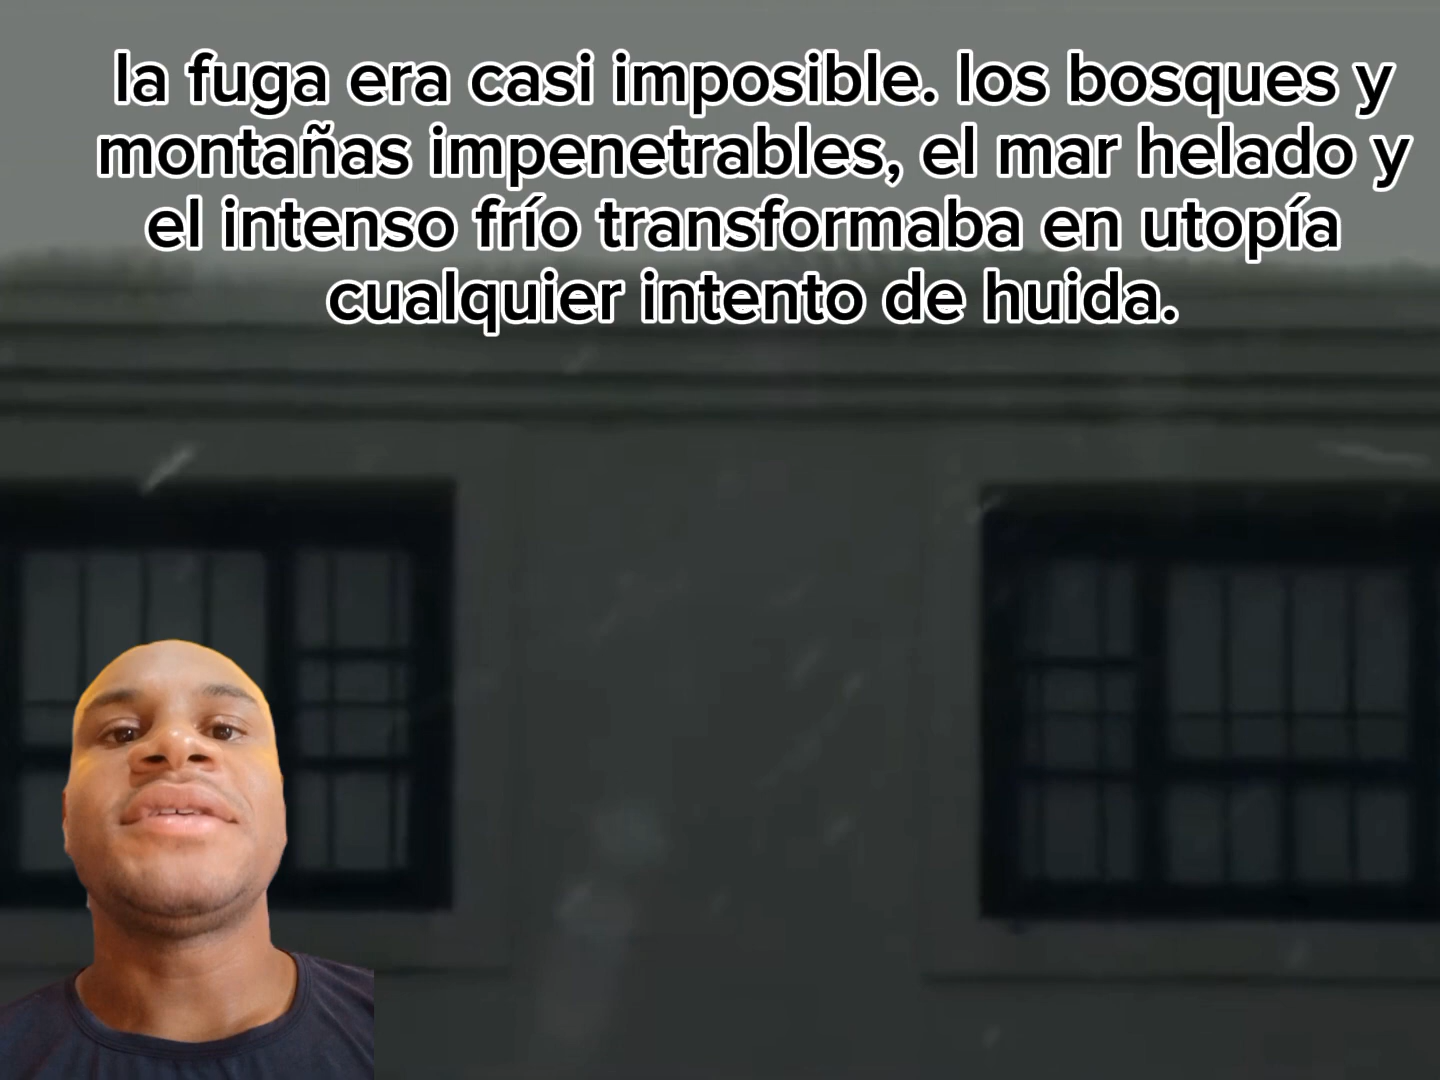 la fuga era casi imposible. los bosques y
montañas impenetrables, el mar helado y
el intenso frío transformaba en utopía
cualquier intento de huida.